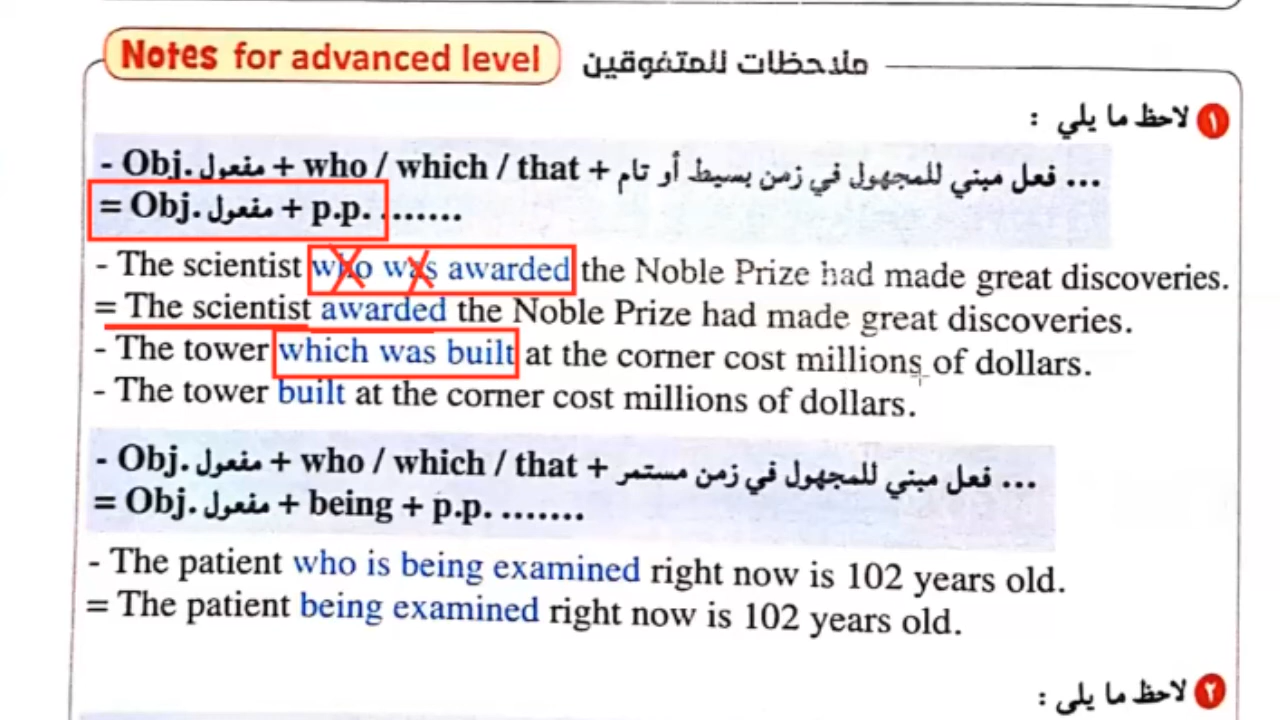 Notes for advanced level ملاحظات للمتفوقين
١ لاحظ ما يلي :
- Obj. مفعول + who / which / that + فعل مبني للمجهول في زمن بسيط أو تام ...
= Obj. مفعول + p.p. .......
- The scientist who was awarded the Noble Prize had made great discoveries.
= The scientist awarded the Noble Prize had made great discoveries.
- The tower which was built at the corner cost millions of dollars.
- The tower built at the corner cost millions of dollars.
- Obj. مفعول + who / which / that + فعل مبني للمجهول في زمن مستمر ...
= Obj. مفعول + being + p.p. .......
- The patient who is being examined right now is 102 years old.
= The patient being examined right now is 102 years old.
٢ لاحظ ما يلي :